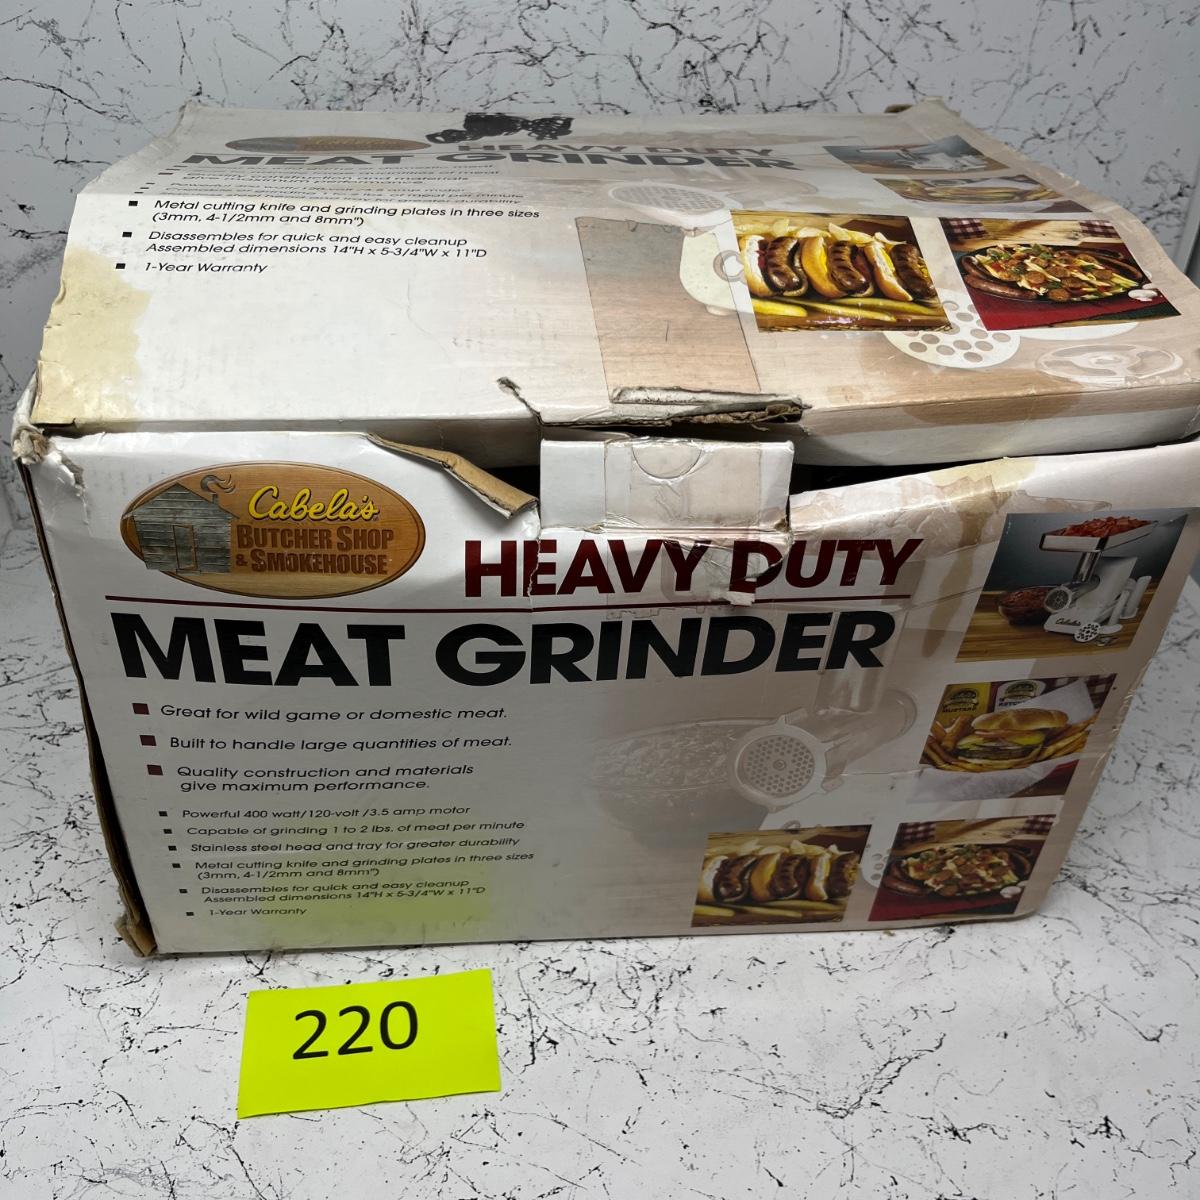 Cabela's
HEAVY DUTY
MEAT GRINDER
Metal cutting knife and grinding plates in three sizes
(3mm, 4-1/2mm and 8mm")
Disassembles for quick and easy cleanup
Assembled dimensions 14"H x 5-3/4"W x 11"D
1-Year Warranty
Cabela's
BUTCHER SHOP
& SMOKEHOUSE
HEAVY DUTY
MEAT GRINDER
Great for wild game or domestic meat.
Built to handle large quantities of meat.
Quality construction and materials
give maximum performance.
Powerful 400 watt/120-volt /3.5 amp motor
Capable of grinding 1 to 2 lbs. of meat per minute
Stainless steel head and tray for greater durability
Metal cutting knife and grinding plates in three sizes
(3mm, 4-1/2mm and 8mm")
Disassembles for quick and easy cleanup
Assembled dimensions 14"H x 5-3/4"W x 11"D
1-Year Warranty
Cabela's
MUSTARD
220